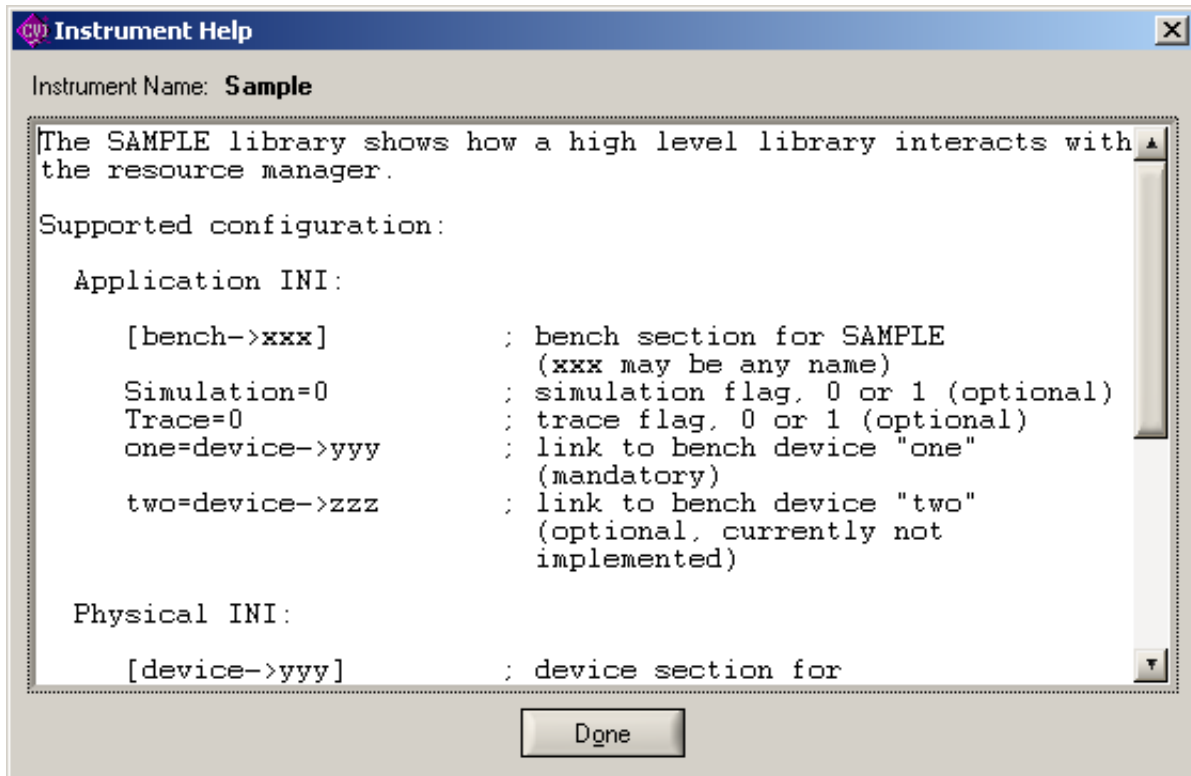 CVI Instrument Help
Instrument Name: Sample
The SAMPLE library shows how a high level library interacts with
the resource manager.
Supported configuration:
Application INI:
[bench->xxx] ; bench section for SAMPLE
(xxx may be any name)
Simulation=0 ; simulation flag, 0 or 1 (optional)
Trace=0 ; trace flag, 0 or 1 (optional)
one=device->yyy ; link to bench device "one"
(mandatory)
two=device->zzz ; link to bench device "two"
(optional, currently not
implemented)
Physical INI:
[device->yyy] ; device section for
Done